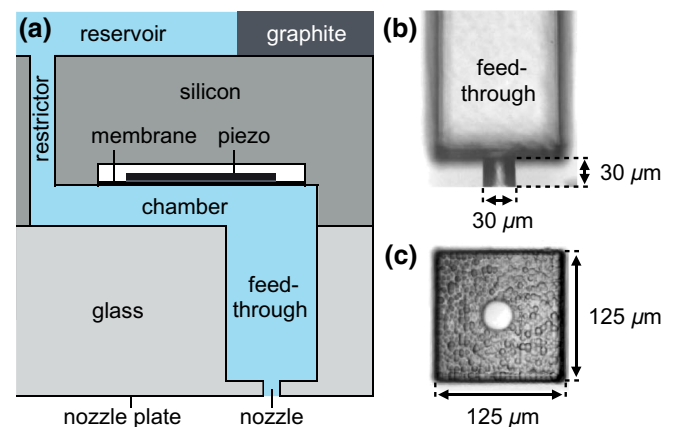 (a)
reservoir
graphite
restrictor
silicon
membrane
piezo
chamber
feed-
through
glass
nozzle plate
nozzle
(b)
feed-
through
30 µm
30 µm
(c)
125 µm
125 µm